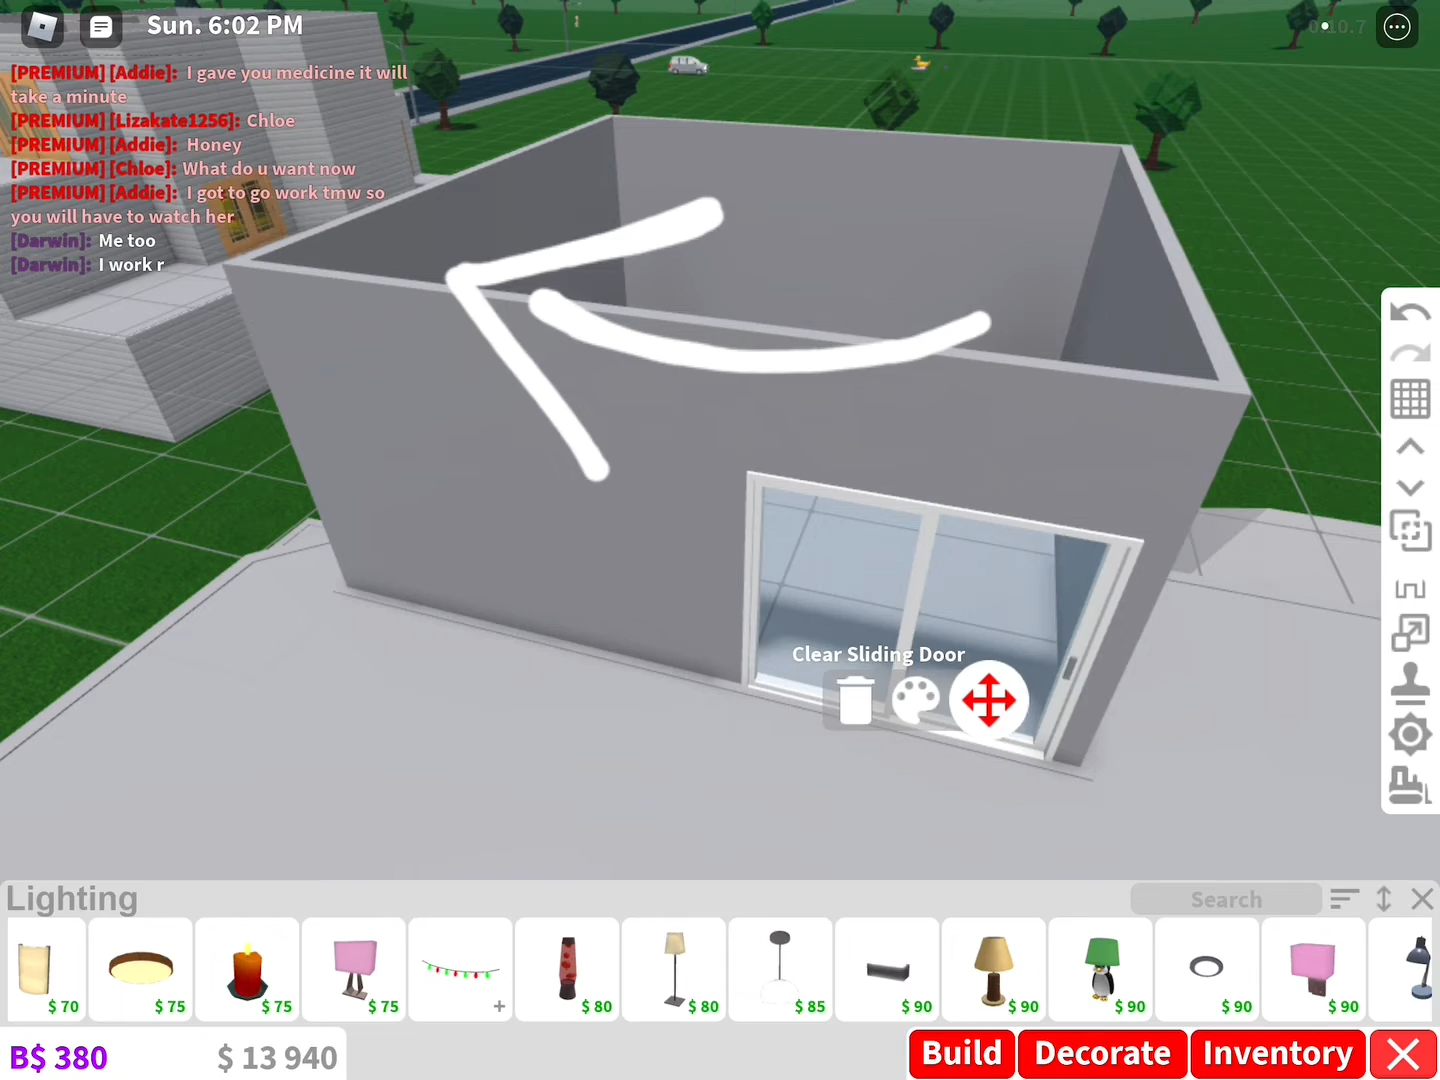 Sun. 6:02 PM
0.10.7
[PREMIUM] [Addie]: I gave you medicine it will
take a minute
[PREMIUM] [Lizakate1256]: Chloe
[PREMIUM] [Addie]: Honey
[PREMIUM] [Chloe]: What do u want now
[PREMIUM] [Addie]: I got to go work tmw so
you will have to watch her
[Darwin]: Me too
[Darwin]: I work r
Clear Sliding Door
Lighting
Search
$ 70
$ 75
$ 75
$ 75
+
$ 80
$ 80
$ 85
$ 90
$ 90
$ 90
$ 90
$ 90
B$ 380
$ 13 940
Build
Decorate
Inventory